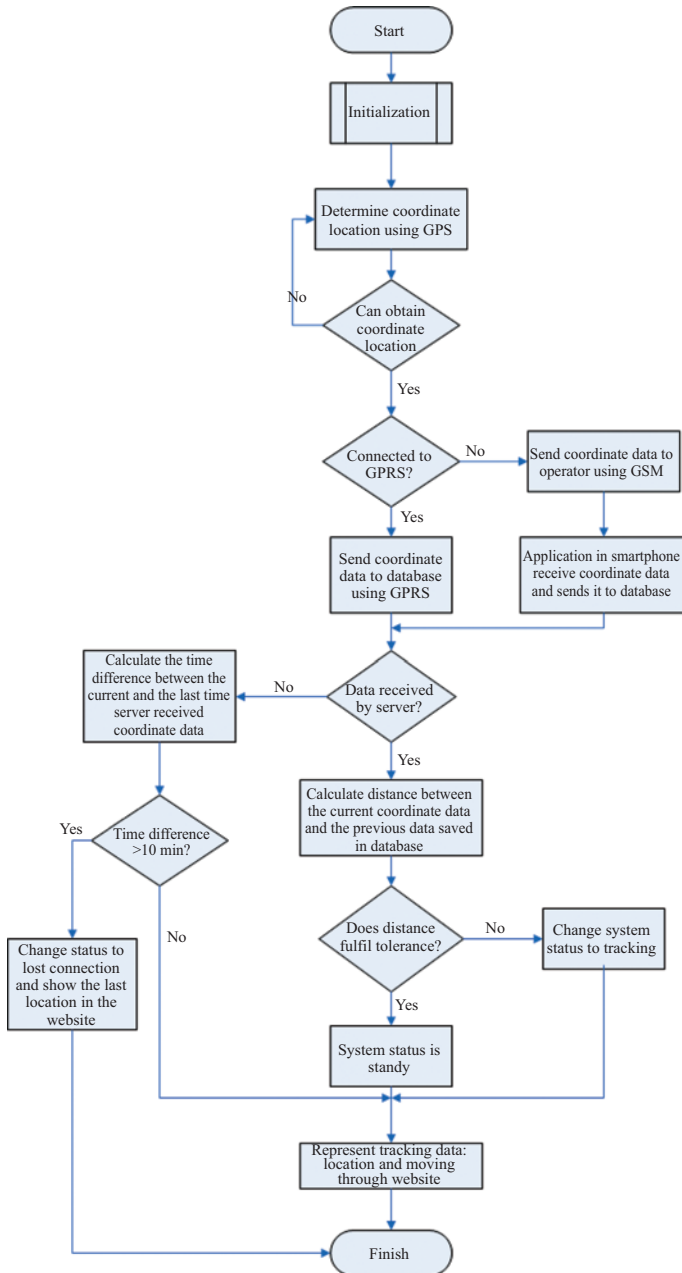 Start
Initialization
Determine coordinate
location using GPS
No
Can obtain
coordinate
location
Yes
Connected to
GPRS?
No
Send coordinate data to
operator using GSM
Yes
Send coordinate
data to database
using GPRS
Application in smartphone
receive coordinate data
and sends it to database
Calculate the time
difference between the
current and the last time
server received
coordinate data
No
Data received
by server?
Yes
Calculate distance between
the current coordinate data
and the previous data saved
in database
Yes
Time difference
>10 min?
No
Does distance
fulfil tolerance?
No
Change system
status to tracking
Change status to
lost connection
and show the last
location in the
website
Yes
System status is
standy
Represent tracking data:
location and moving
through website
Finish